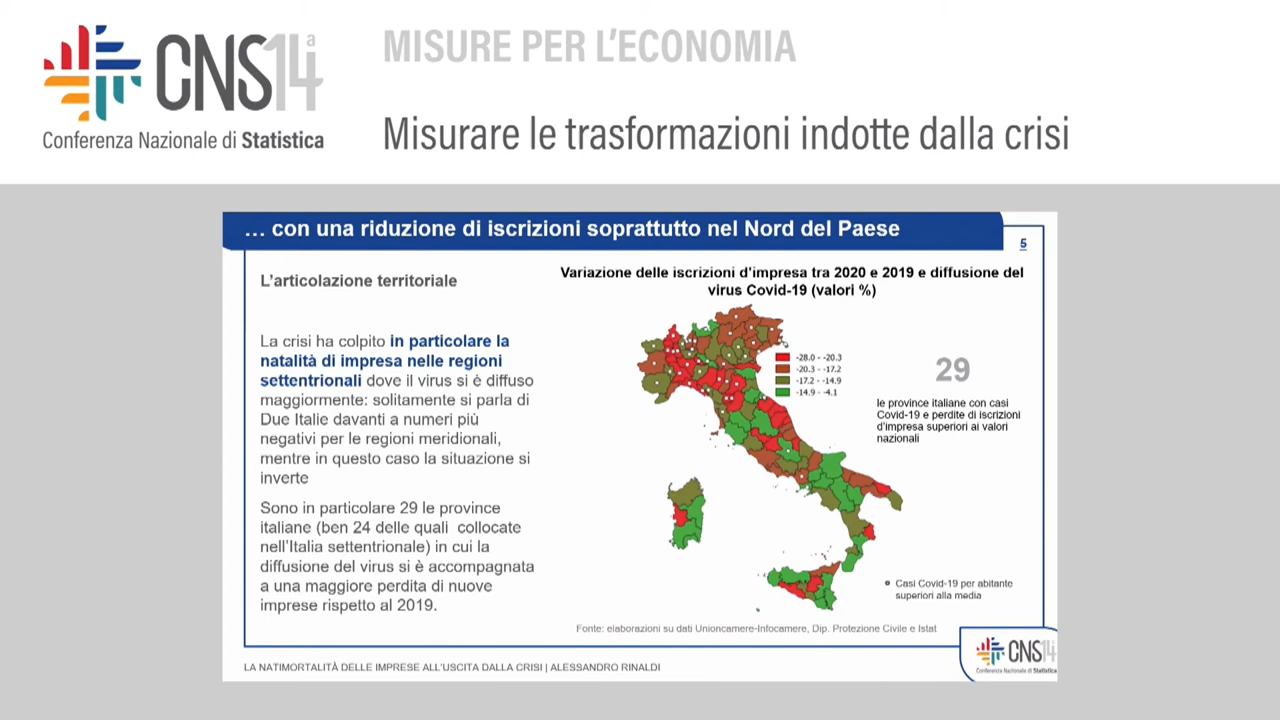 CNS14a
Conferenza Nazionale di Statistica
MISURE PER L'ECONOMIA
Misurare le trasformazioni indotte dalla crisi
… con una riduzione di iscrizioni soprattutto nel Nord del Paese
5
L'articolazione territoriale
La crisi ha colpito in particolare la
natalità di impresa nelle regioni
settentrionali dove il virus si è diffuso
maggiormente: solitamente si parla di
Due Italie davanti a numeri più
negativi per le regioni meridionali,
mentre in questo caso la situazione si
inverte
Sono in particolare 29 le province
italiane (ben 24 delle quali collocate
nell'Italia settentrionale) in cui la
diffusione del virus si è accompagnata
a una maggiore perdita di nuove
imprese rispetto al 2019.
Variazione delle iscrizioni d'impresa tra 2020 e 2019 e diffusione del
virus Covid-19 (valori %)
-28.0 - -20.3
-20.3 - -17.2
-17.2 - -14.9
-14.9 - -4.1
29
le province italiane con casi
Covid-19 e perdite di iscrizioni
d'impresa superiori ai valori
nazionali
Casi Covid-19 per abitante
superiori alla media
Fonte: elaborazioni su dati Unioncamere-Infocamere, Dip. Protezione Civile e Istat
LA NATIMORTALITÀ DELLE IMPRESE ALL'USCITA DALLA CRISI | ALESSANDRO RINALDI
CNS14
Conferenza Nazionale di Statistica